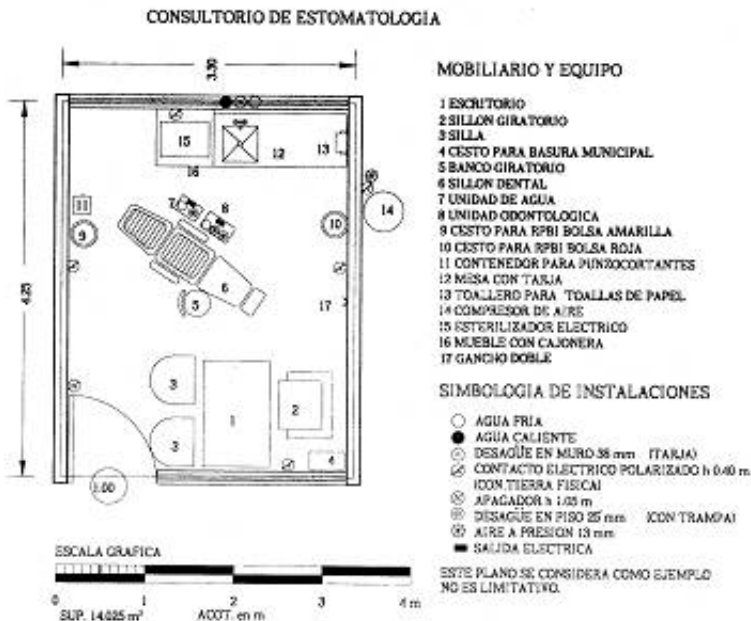 CONSULTORIO DE ESTOMATOLOGIA
3.30
4.25
15
16
12
13
14
11
9
7
8
10
6
5
17
3
3
1
2
4
1.00
ESCALA GRAFICA
0 1 2 3 4 m
SUP. 14.025 m² ACOT. en m
MOBILIARIO Y EQUIPO
1 ESCRITORIO
2 SILLON GIRATORIO
3 SILLA
4 CESTO PARA BASURA MUNICIPAL
5 BANCO GIRATORIO
6 SILLON DENTAL
7 UNIDAD DE AGUA
8 UNIDAD ODONTOLOGICA
9 CESTO PARA RPBI BOLSA AMARILLA
10 CESTO PARA RPBI BOLSA ROJA
11 CONTENEDOR PARA PUNZOCORTANTES
12 MESA CON TARJA
13 TOALLERO PARA TOALLAS DE PAPEL
14 COMPRESOR DE AIRE
15 ESTERILIZADOR ELECTRICO
16 MUEBLE CON CAJONERA
17 GANCHO DOBLE
SIMBOLOGIA DE INSTALACIONES
AGUA FRIA
AGUA CALIENTE
DESAGÜE EN MURO 38 mm (TARJA)
CONTACTO ELECTRICO POLARIZADO h 0.40 m
(CON TIERRA FISICA)
APAGADOR h 1.05 m
DESAGÜE EN PISO 25 mm (CON TRAMPA)
AIRE A PRESION 13 mm
SALIDA ELECTRICA
ESTE PLANO SE CONSIDERA COMO EJEMPLO
NO ES LIMITATIVO.